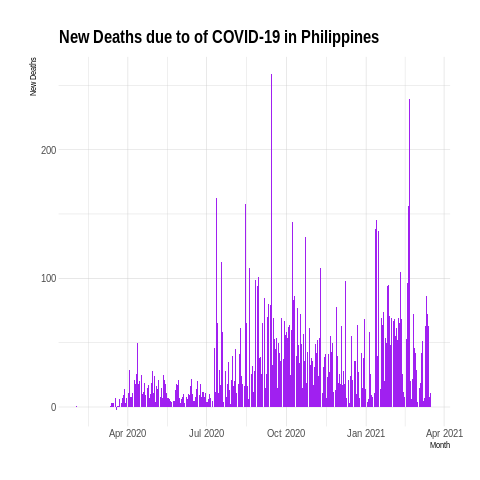 New Deaths due to of COVID-19 in Philippines
New Deaths
200
100
0
Apr 2020 Jul 2020 Oct 2020 Jan 2021 Apr 2021
Month